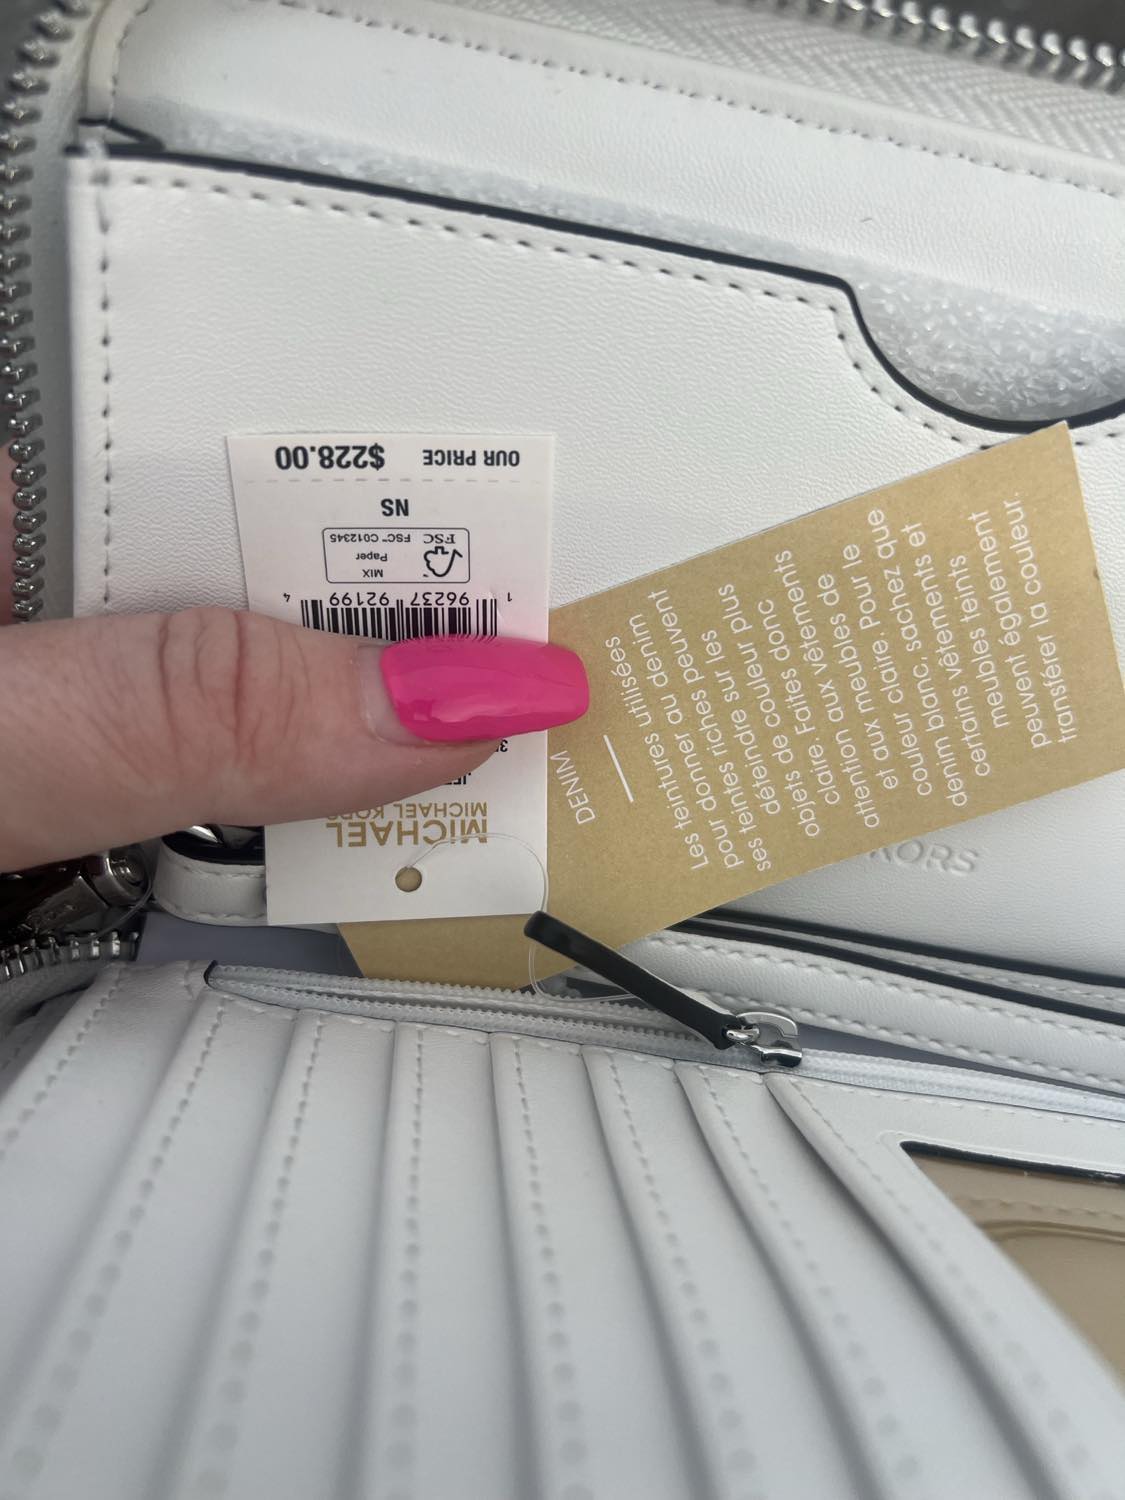 MICHAEL
MICHAEL KORS
1 96237 92199 4
MIX
Paper
FSC
FSC™ C012345
NS
OUR PRICE $228.00
DENIM
Les teintures utilisées
pour donner au denim
ses teintes riches peuvent
déteindre sur les
objets de couleur plus
claire. Faites donc
attention aux vêtements
et aux meubles de
couleur claire. Pour le
denim blanc, sachez que
certains vêtements et
meubles teints
peuvent également
transférer la couleur.
KORS